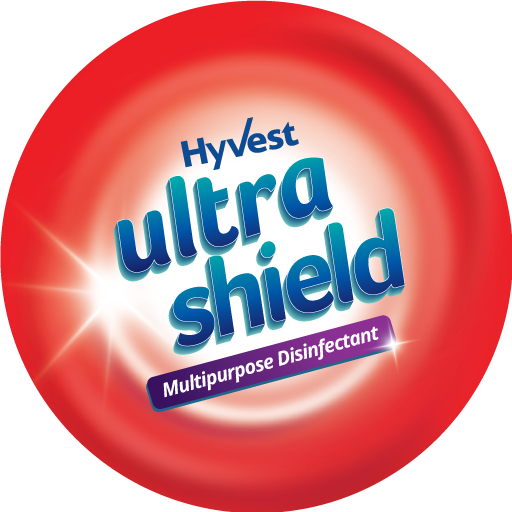 Hyvest
ultra
shield
Multipurpose Disinfectant